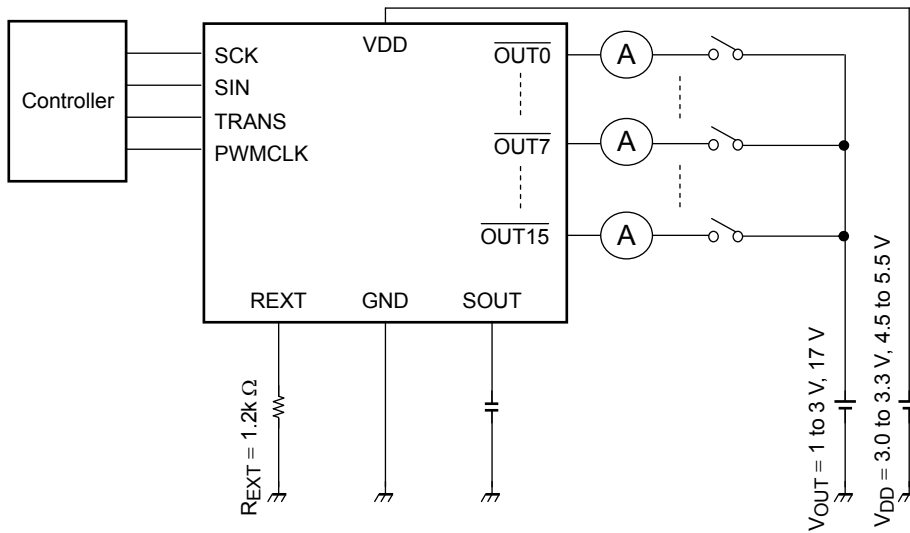 Controller
SCK
SIN
TRANS
PWMCLK
VDD
OUT0
A
OUT7
A
OUT15
A
REXT
GND
SOUT
REXT = 1.2k Ω
VOUT = 1 to 3 V, 17 V
VDD = 3.0 to 3.3 V, 4.5 to 5.5 V